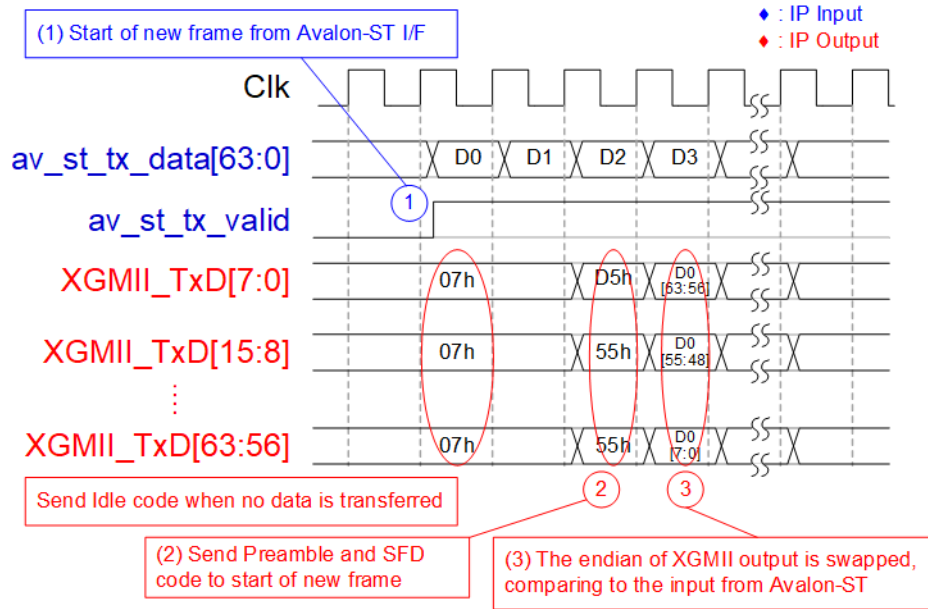 ♦ : IP Input
♦ : IP Output
(1) Start of new frame from Avalon-ST I/F
Clk
av_st_tx_data[63:0]
D0 D1 D2 D3
av_st_tx_valid
1
XGMII_TxD[7:0]
07h D5h D0
[63:56]
XGMII_TxD[15:8]
07h 55h D0
[55:48]
XGMII_TxD[63:56]
07h 55h D0
[7:0]
Send Idle code when no data is transferred
2
3
(2) Send Preamble and SFD
code to start of new frame
(3) The endian of XGMII output is swapped,
comparing to the input from Avalon-ST